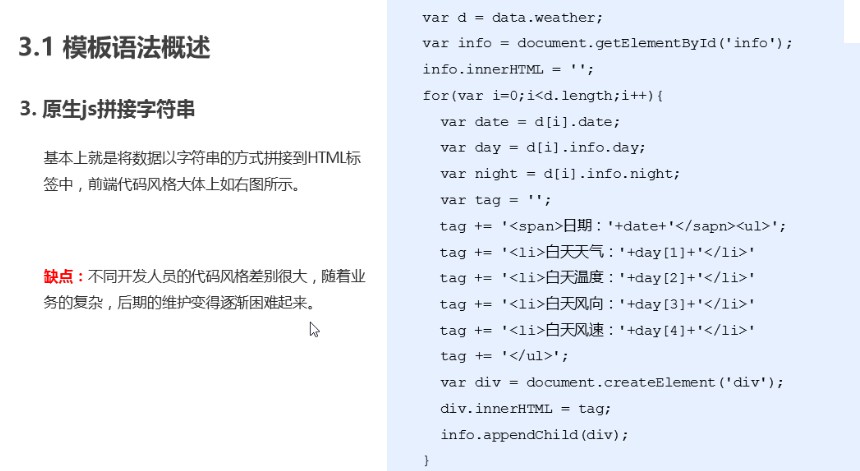 3.1 模板语法概述
3. 原生js拼接字符串
基本上就是将数据以字符串的方式拼接到HTML标
签中，前端代码风格大体上如右图所示。
缺点：不同开发人员的代码风格差别很大，随着业
务的复杂，后期的维护变得逐渐困难起来。
var d = data.weather;
var info = document.getElementById('info');
info.innerHTML = '';
for(var i=0;i<d.length;i++){
var date = d[i].date;
var day = d[i].info.day;
var night = d[i].info.night;
var tag = '';
tag += '<span>日期：'+date+'</sapn><ul>';
tag += '<li>白天天气：'+day[1]+'</li>'
tag += '<li>白天温度：'+day[2]+'</li>'
tag += '<li>白天风向：'+day[3]+'</li>'
tag += '<li>白天风速：'+day[4]+'</li>'
tag += '</ul>';
var div = document.createElement('div');
div.innerHTML = tag;
info.appendChild(div);
}